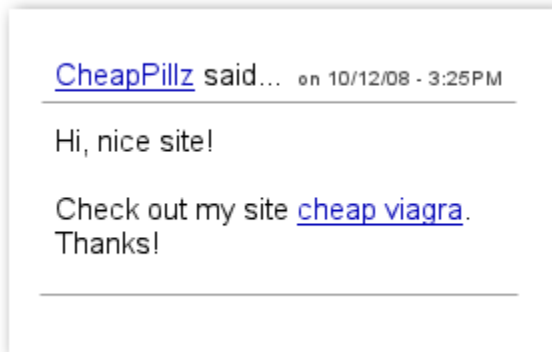 CheapPillz said... on 10/12/08 - 3:25PM
Hi, nice site!
Check out my site cheap viagra.
Thanks!